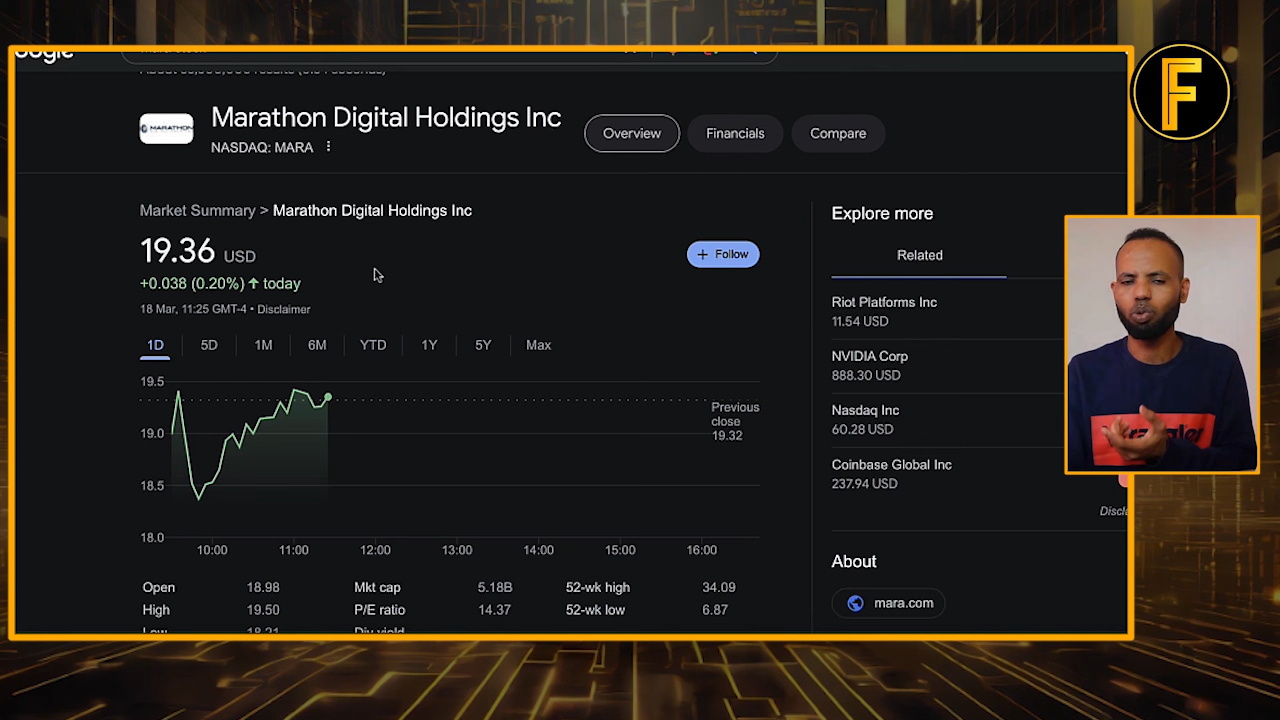 Marathon Digital Holdings Inc
MARATHON
NASDAQ: MARA
Overview
Financials
Compare
F
Market Summary > Marathon Digital Holdings Inc
19.36 USD
+0.038 (0.20%) ↑ today
18 Mar, 11:25 GMT-4 • Disclaimer
+ Follow
1D 5D 1M 6M YTD 1Y 5Y Max
19.5
19.0
18.5
18.0
Previous
close
19.32
10:00 11:00 12:00 13:00 14:00 15:00 16:00
Open 18.98 Mkt cap 5.18B 52-wk high 34.09
High 19.50 P/E ratio 14.37 52-wk low 6.87
Explore more
Related
Riot Platforms Inc
11.54 USD
NVIDIA Corp
888.30 USD
Nasdaq Inc
60.28 USD
Coinbase Global Inc
237.94 USD
About
mara.com